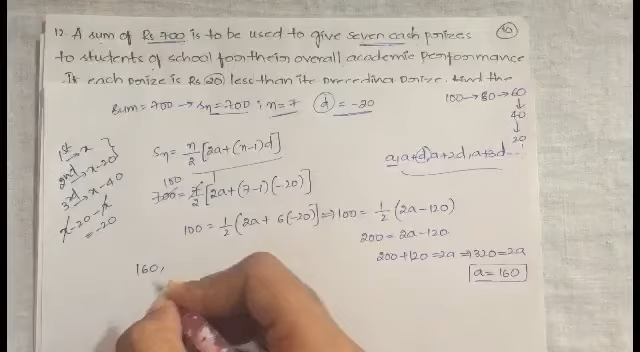 12. A sum of Rs 700 is to be used to give seven cash prizes
to students of school for their overall academic performance
If each prize is Rs 20 less than its preceding prize, find the
10
sum = 700 → Sn = 700 ; n = 7 d = -20
100 → 80 → 60
↓
40
↓
20
1st → x
2nd → x-20
3rd → x-40
x-20-x
= -20
Sn = n/2 [2a+(n-1)d]
a, a+d, a+2d, a+3d ...
100
700 = 7/2 [2a+(7-1)(-20)]
100 = 1/2 (2a + 6(-20)) ⇒ 100 = 1/2 (2a-120)
200 = 2a-120
200+120 = 2a ⇒ 320 = 2a
a = 160
160,